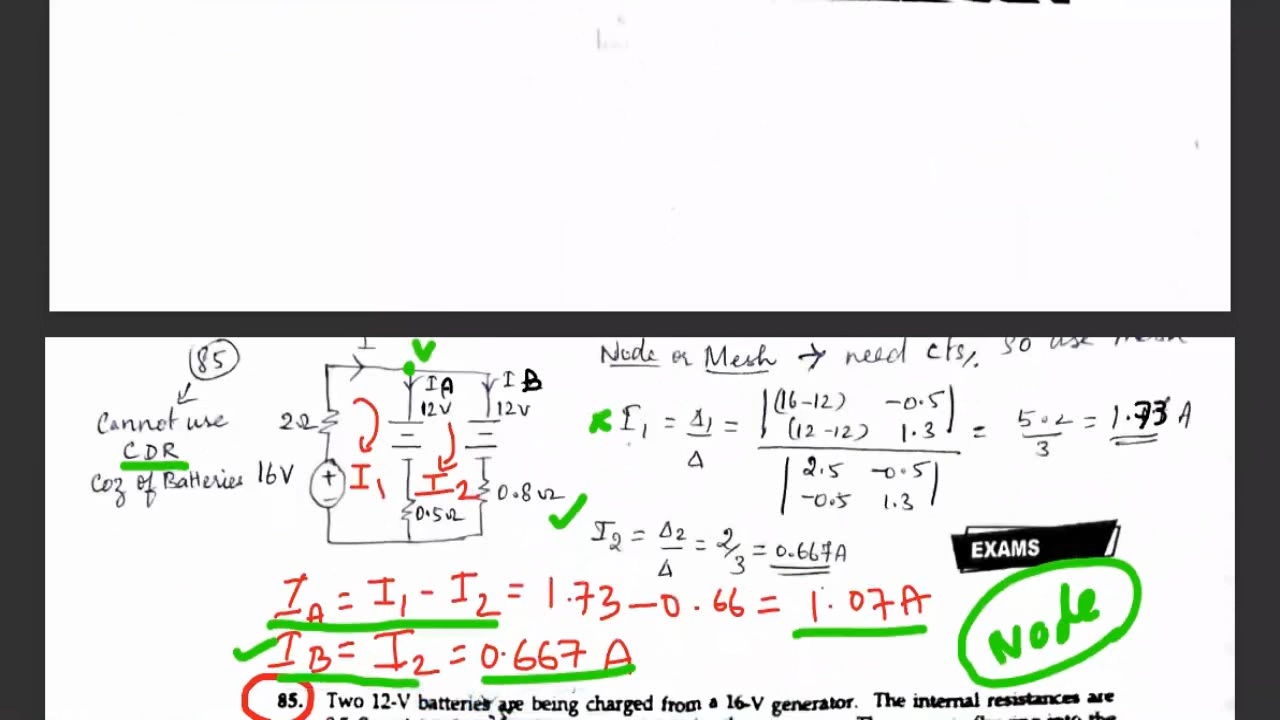 85
I
V
Node or Mesh → need cts, so use mesh
Cannot use
CDR
Coz of Batteries
2Ω
16V
I1
I2
IA
12V
IB
12V
0.5Ω
0.8Ω
I1 = Δ1/Δ = |(16-12) -0.5| = 5.2/3 = 1.73 A
(12-12) 1.3
2.5 -0.5
-0.5 1.3
I2 = Δ2/Δ = 2/3 = 0.667A
EXAMS
IA = I1 - I2 = 1.73 - 0.66 = 1.07A
Node
IB = I2 = 0.667 A
85. Two 12-V batteries are being charged from a 16-V generator. The internal resistances are